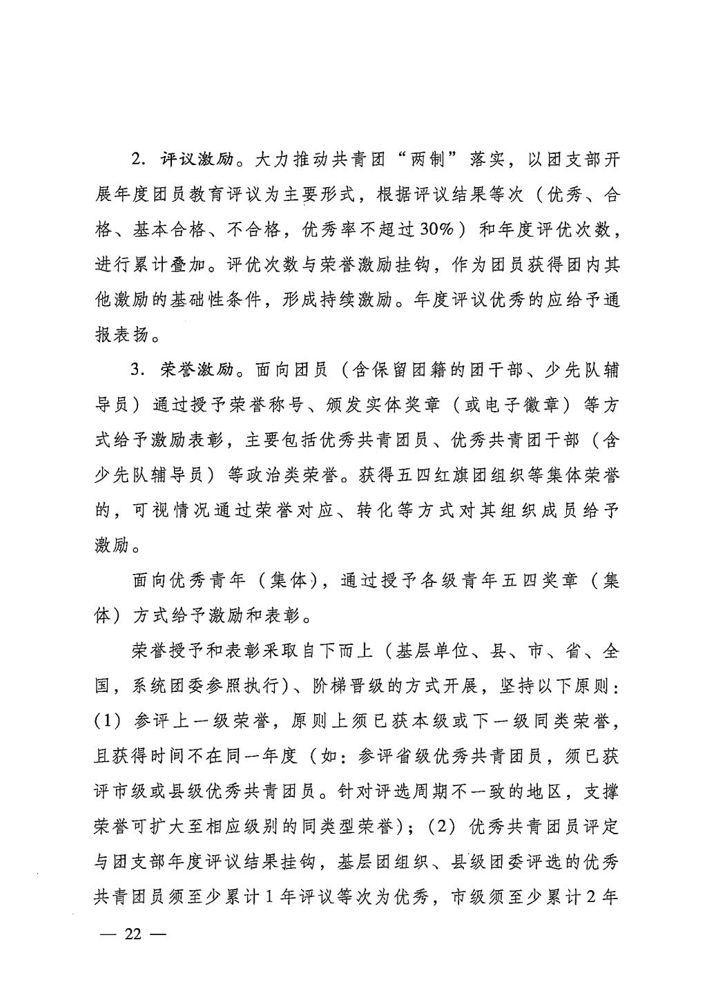 2. 评议激励。大力推动共青团“两制”落实，以团支部开
展年度团员教育评议为主要形式，根据评议结果等次（优秀、合
格、基本合格、不合格，优秀率不超过30%）和年度评优次数，
进行累计叠加。评优次数与荣誉激励挂钩，作为团员获得团内其
他激励的基础性条件，形成持续激励。年度评议优秀的应给予通
报表扬。
3. 荣誉激励。面向团员（含保留团籍的团干部、少先队辅
导员）通过授予荣誉称号、颁发实体奖章（或电子徽章）等方
式给予激励表彰，主要包括优秀共青团员、优秀共青团干部（含
少先队辅导员）等政治类荣誉。获得五四红旗团组织等集体荣誉
的，可视情况通过荣誉对应、转化等方式对其组织成员给予
激励。
面向优秀青年（集体），通过授予各级青年五四奖章（集
体）方式给予激励和表彰。
荣誉授予和表彰采取自下而上（基层单位、县、市、省、全
国，系统团委参照执行）、阶梯晋级的方式开展，坚持以下原则：
（1）参评上一级荣誉，原则上须已获本级或下一级同类荣誉，
且获得时间不在同一年度（如：参评省级优秀共青团员，须已获
评市级或县级优秀共青团员。针对评选周期不一致的地区，支撑
荣誉可扩大至相应级别的同类型荣誉）；（2）优秀共青团员评定
与团支部年度评议结果挂钩，基层团组织、县级团委评选的优秀
共青团员须至少累计1年评议等次为优秀，市级须至少累计2年
— 22 —